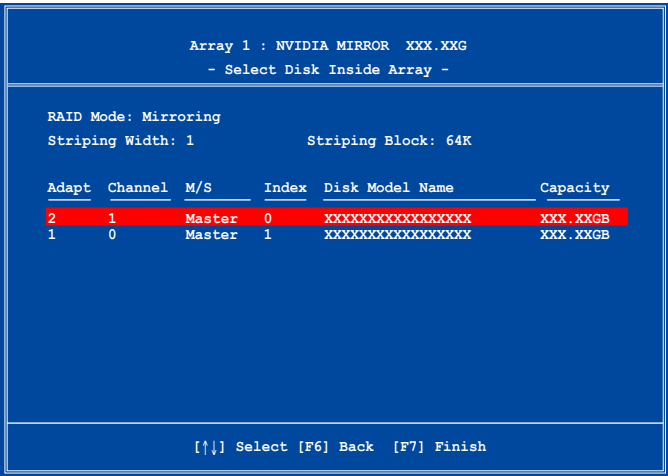 Array 1 : NVIDIA MIRROR XXX.XXG
- Select Disk Inside Array -
RAID Mode: Mirroring
Striping Width: 1 Striping Block: 64K
Adapt Channel M/S Index Disk Model Name Capacity
2 1 Master 0 XXXXXXXXXXXXXXXXX XXX.XXGB
1 0 Master 1 XXXXXXXXXXXXXXXXX XXX.XXGB
[↑↓] Select [F6] Back [F7] Finish